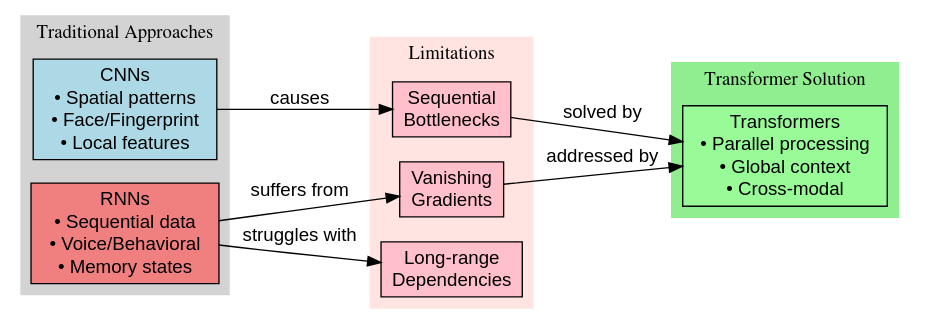 Traditional Approaches
CNNs
• Spatial patterns
• Face/Fingerprint
• Local features
RNNs
• Sequential data
• Voice/Behavioral
• Memory states
causes
suffers from
struggles with
Limitations
Sequential
Bottlenecks
Vanishing
Gradients
Long-range
Dependencies
solved by
addressed by
Transformer Solution
Transformers
• Parallel processing
• Global context
• Cross-modal